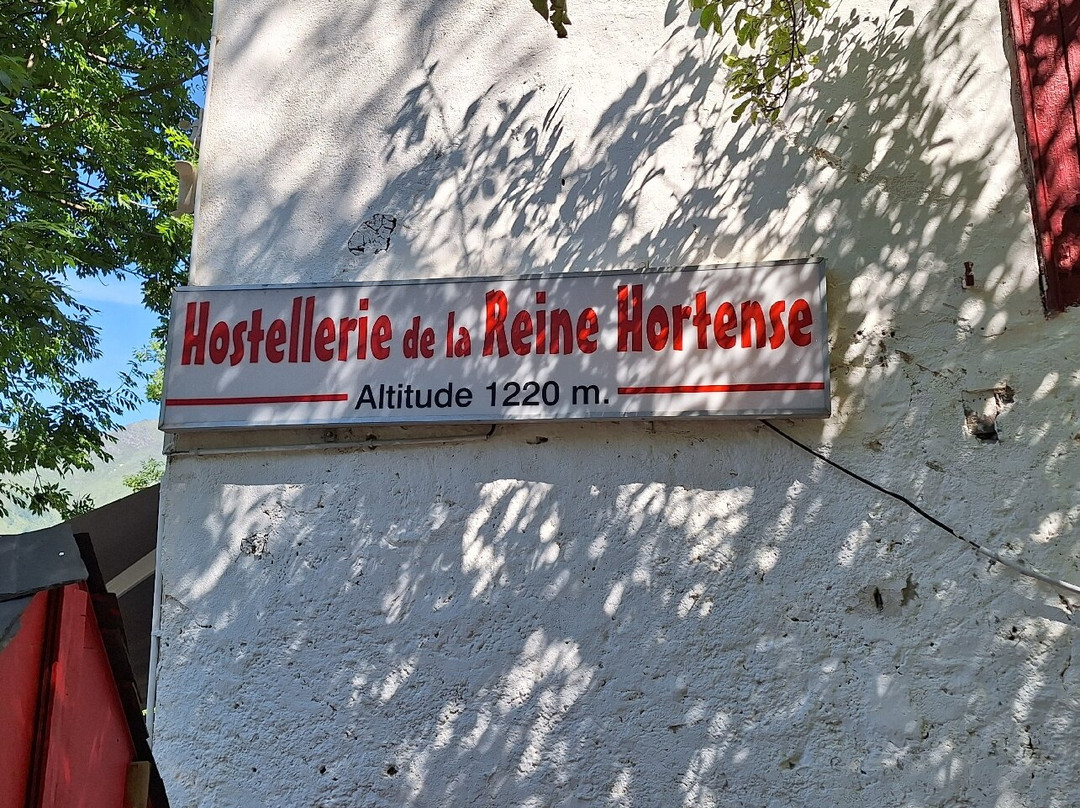 Hostellerie de la Reine Hortense
Altitude 1220 m.